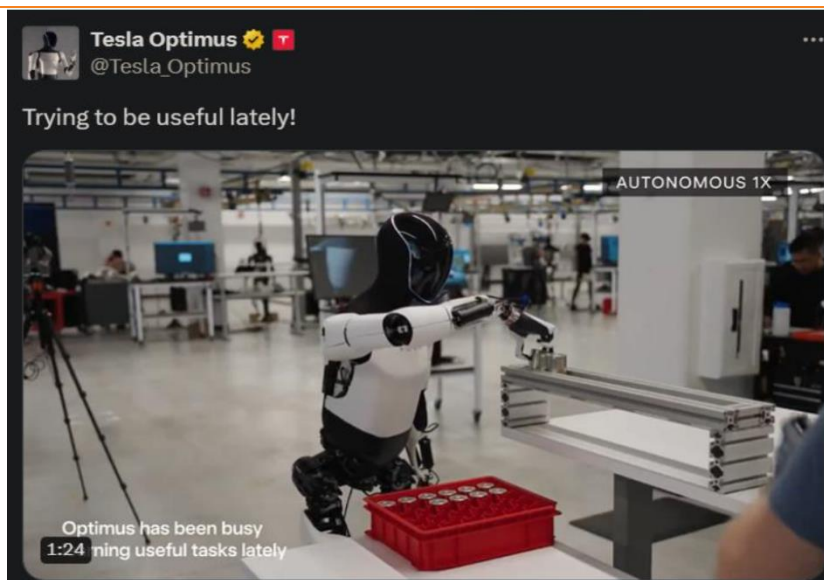 Tesla Optimus
@Tesla_Optimus
Trying to be useful lately!
AUTONOMOUS 1X
Optimus has been busy
1:24 rning useful tasks lately